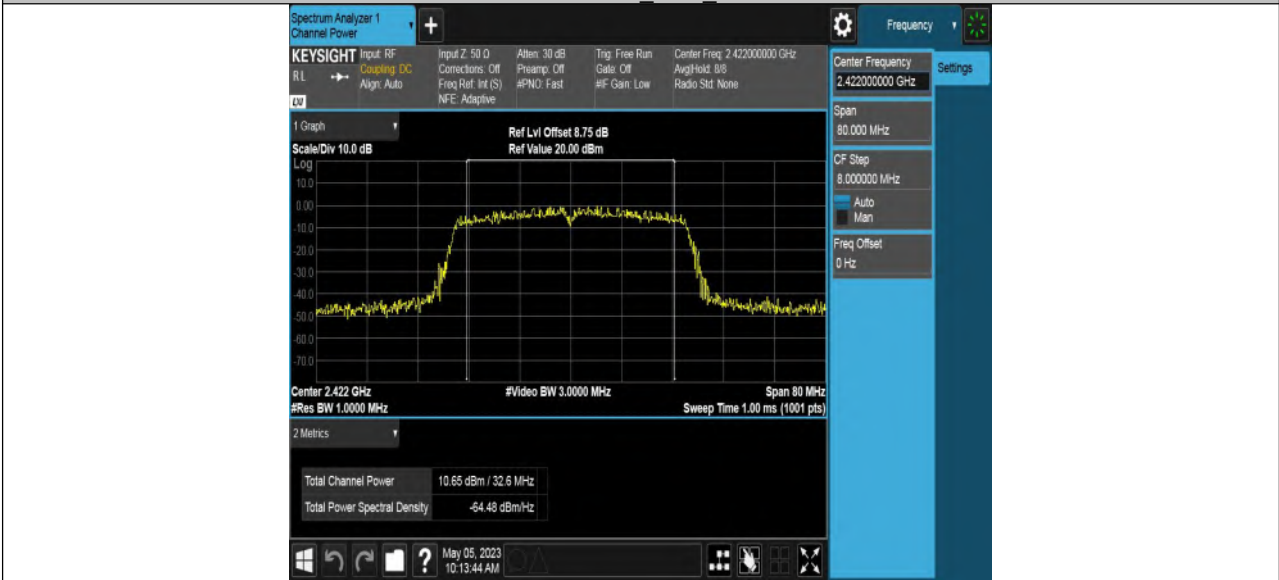 Spectrum Analyzer 1
Channel Power
+
Frequency
KEYSIGHT
RL
LXI
Input: RF
Coupling: DC
Align: Auto
Input Z: 50 Ω
Corrections: Off
Freq Ref: Int (S)
NFE: Adaptive
Atten: 30 dB
Preamp: Off
#PNO: Fast
Trig: Free Run
Gate: Off
#IF Gain: Low
Center Freq: 2.422000000 GHz
Avg|Hold: 8/8
Radio Std: None
Center Frequency
2.422000000 GHz
Settings
Span
80.000 MHz
CF Step
8.000000 MHz
Auto
Man
Freq Offset
0 Hz
1 Graph
Scale/Div 10.0 dB
Ref Lvl Offset 8.75 dB
Ref Value 20.00 dBm
Log
10.0
0.00
-10.0
-20.0
-30.0
-40.0
-50.0
-60.0
-70.0
Center 2.422 GHz
#Res BW 1.0000 MHz
#Video BW 3.0000 MHz
Span 80 MHz
Sweep Time 1.00 ms (1001 pts)
2 Metrics
Total Channel Power 10.65 dBm / 32.6 MHz
Total Power Spectral Density -64.48 dBm/Hz
?
May 05, 2023
10:13:44 AM